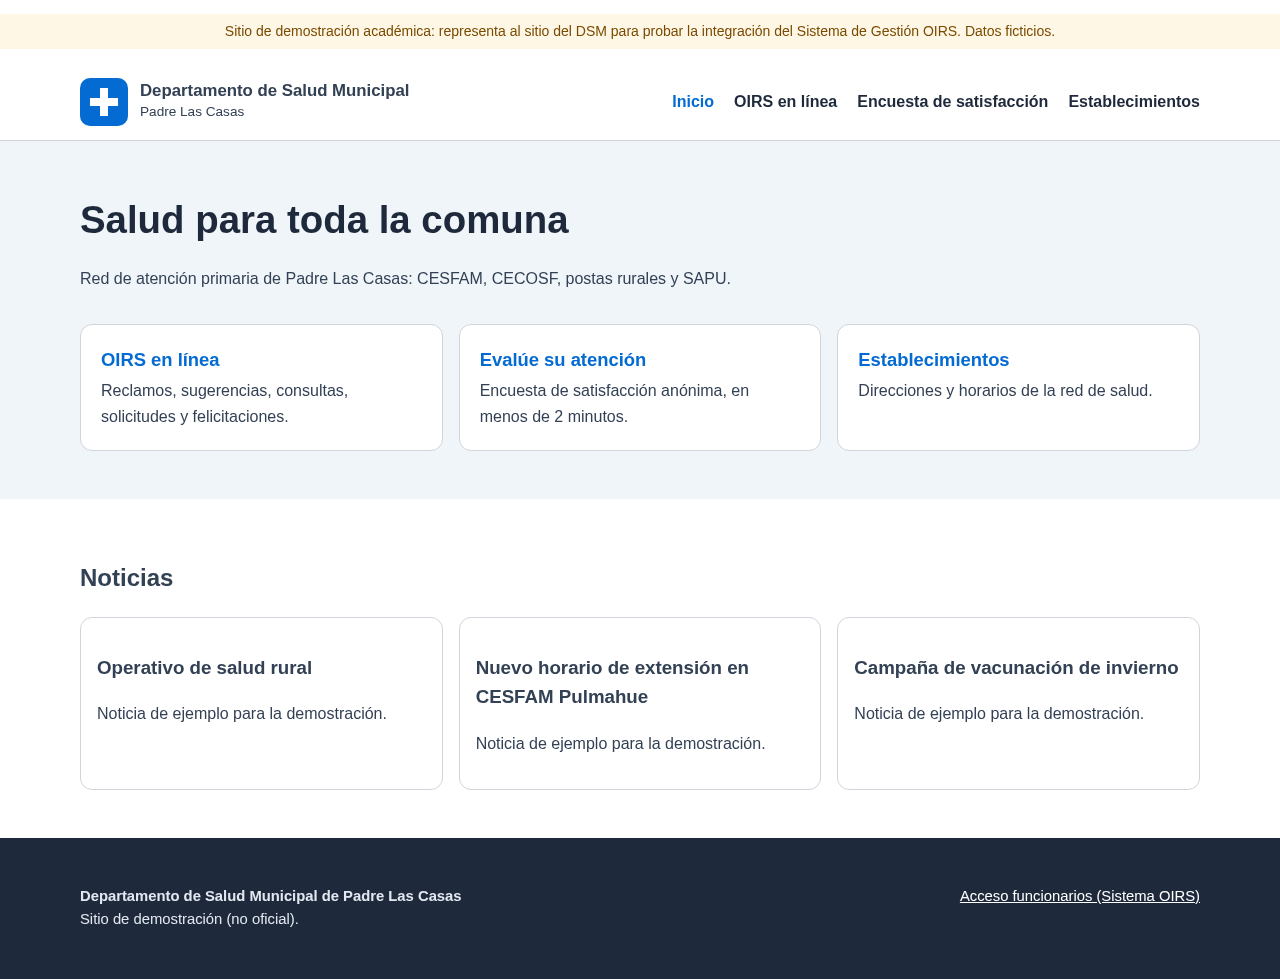 Sitio de demostración académica: representa al sitio del DSM para probar la integración del Sistema de Gestión OIRS. Datos ficticios.
Departamento de Salud Municipal
Padre Las Casas
Inicio OIRS en línea Encuesta de satisfacción Establecimientos
Salud para toda la comuna
Red de atención primaria de Padre Las Casas: CESFAM, CECOSF, postas rurales y SAPU.
OIRS en línea
Reclamos, sugerencias, consultas,
solicitudes y felicitaciones.
Evalúe su atención
Encuesta de satisfacción anónima, en
menos de 2 minutos.
Establecimientos
Direcciones y horarios de la red de salud.
Noticias
Operativo de salud rural
Noticia de ejemplo para la demostración.
Nuevo horario de extensión en
CESFAM Pulmahue
Noticia de ejemplo para la demostración.
Campaña de vacunación de invierno
Noticia de ejemplo para la demostración.
Departamento de Salud Municipal de Padre Las Casas
Sitio de demostración (no oficial).
Acceso funcionarios (Sistema OIRS)